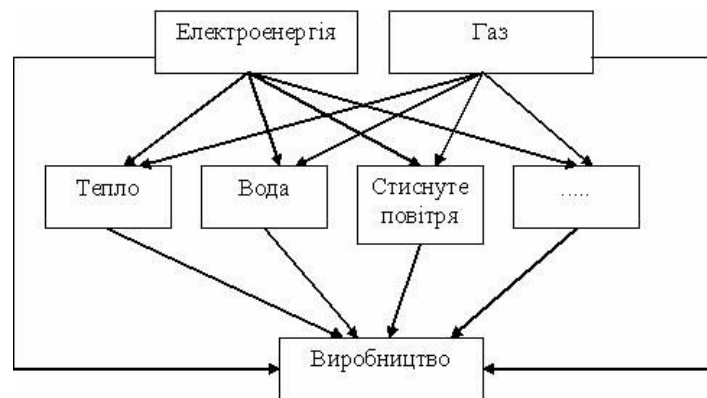 Електроенергія
Газ
Тепло
Вода
Стиснуте
повітря
.....
Виробництво